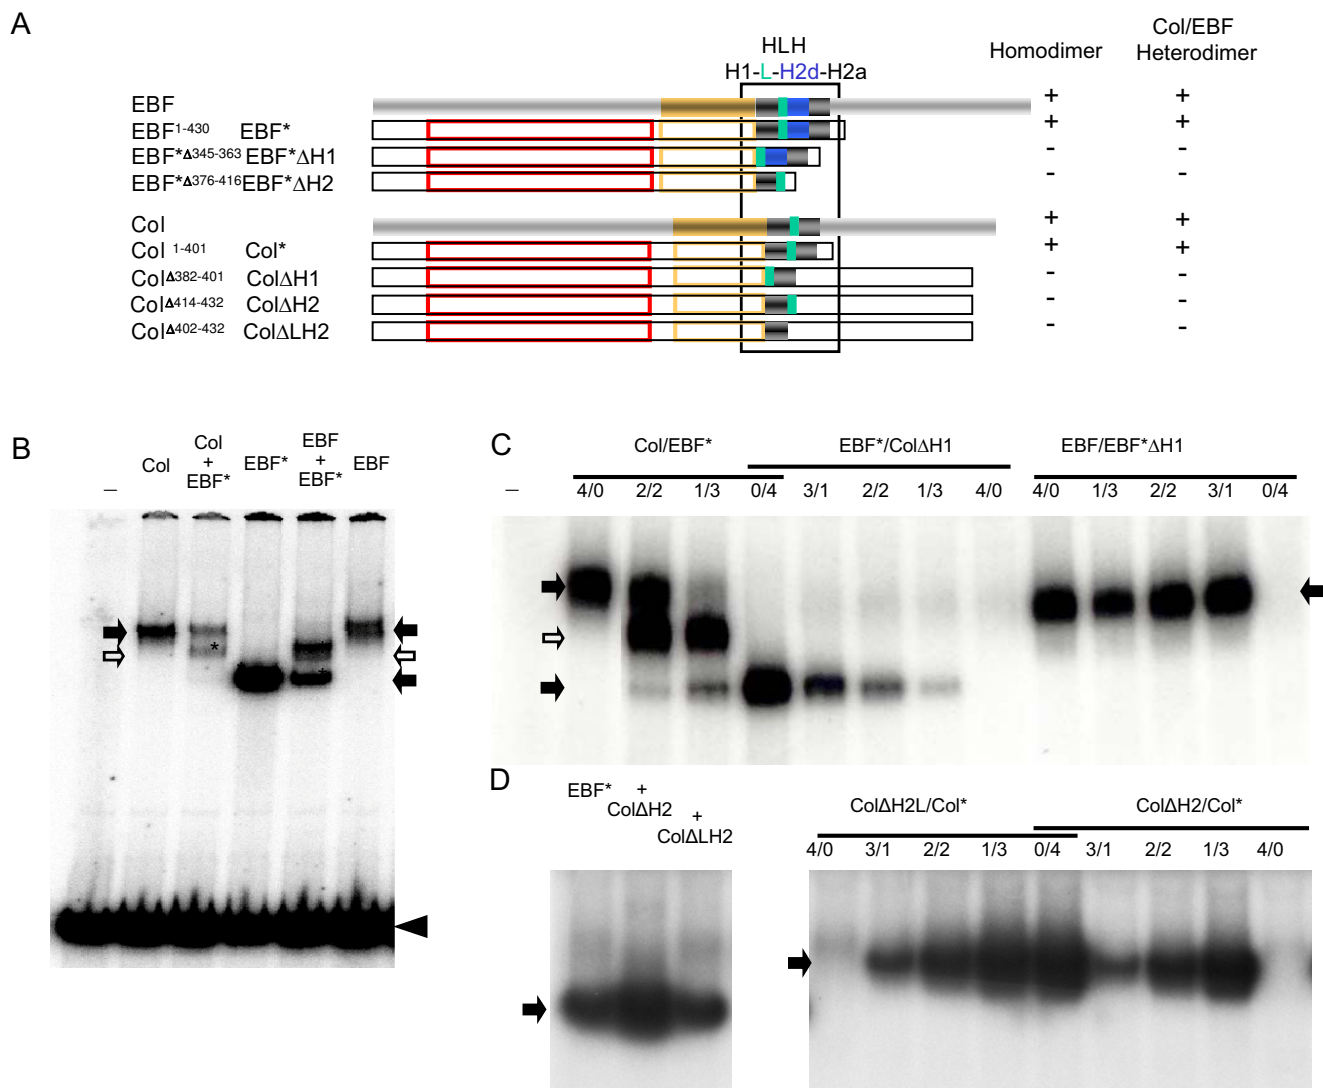 A
HLH
H1-L-H2d-H2a
Homodimer
Col/EBF
Heterodimer
EBF + +
EBF1-430 EBF* + +
EBF*Δ345-363 EBF*ΔH1 - -
EBF*Δ376-416 EBF*ΔH2 - -
Col + +
Col 1-401 Col* + +
ColΔ382-401 ColΔH1 - -
ColΔ414-432 ColΔH2 - -
ColΔ402-432 ColΔLH2 - -
B
–
Col
Col
+
EBF*
EBF*
EBF
+
EBF*
EBF
*
*
C
Col/EBF* EBF*/ColΔH1 EBF/EBF*ΔH1
– 4/0 2/2 1/3 0/4 3/1 2/2 1/3 4/0 4/0 1/3 2/2 3/1 0/4
D
EBF*
+
ColΔH2
+
ColΔLH2
ColΔH2L/Col* ColΔH2/Col*
4/0 3/1 2/2 1/3 0/4 3/1 2/2 1/3 4/0